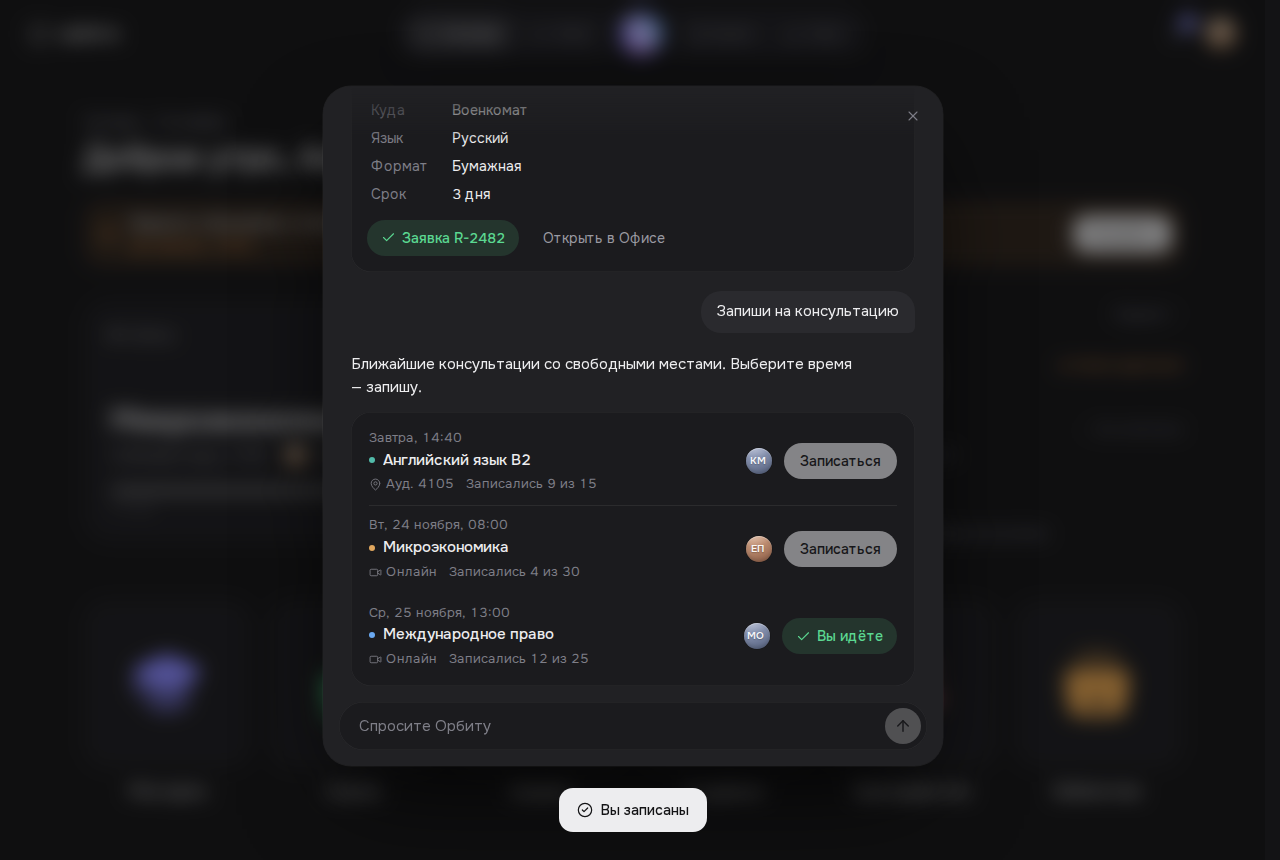 Куда Военкомат
Язык Русский
Формат Бумажная
Срок 3 дня
Заявка R-2482 Открыть в Офисе
Запиши на консультацию
Ближайшие консультации со свободными местами. Выберите время
— запишу.
Завтра, 14:40
Английский язык B2
КМ Записаться
Ауд. 4105 Записались 9 из 15
Вт, 24 ноября, 08:00
Микроэкономика
ЕП Записаться
Онлайн Записались 4 из 30
Ср, 25 ноября, 13:00
Международное право
МО Вы идёте
Онлайн Записались 12 из 25
Спросите Орбиту
Вы записаны